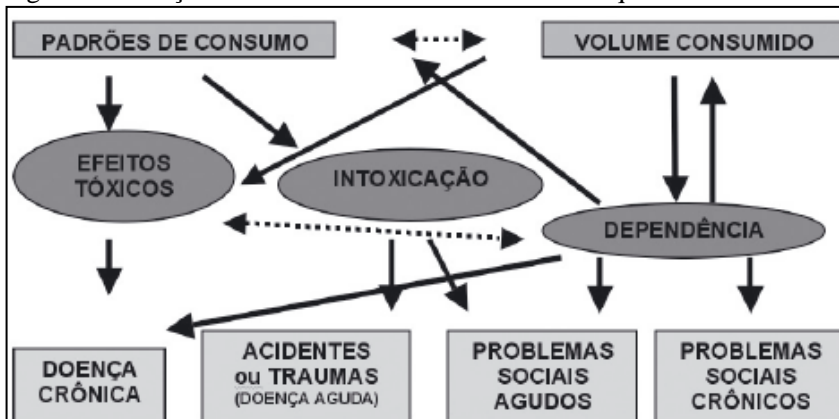 PADRÕES DE CONSUMO
VOLUME CONSUMIDO
EFEITOS
TÓXICOS
INTOXICAÇÃO
DEPENDÊNCIA
DOENÇA
CRÔNICA
ACIDENTES
ou TRAUMAS
(DOENÇA AGUDA)
PROBLEMAS
SOCIAIS
AGUDOS
PROBLEMAS
SOCIAIS
CRÔNICOS